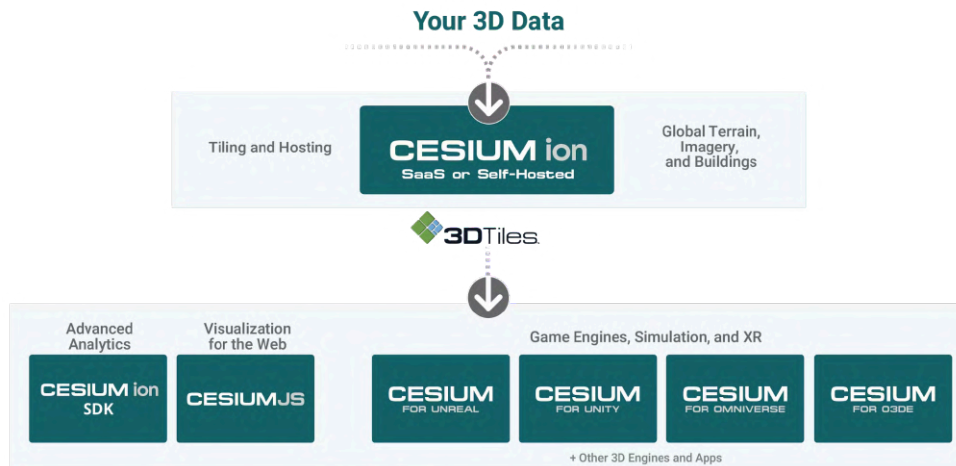 Your 3D Data
Tiling and Hosting
CESIUM ion
SaaS or Self-Hosted
Global Terrain,
Imagery,
and Buildings
3DTiles
Advanced
Analytics
Visualization
for the Web
Game Engines, Simulation, and XR
CESIUM ion
SDK
CESIUMJS
CESIUM
FOR UNREAL
CESIUM
FOR UNITY
CESIUM
FOR OMNIVERSE
CESIUM
FOR O3DE
+ Other 3D Engines and Apps